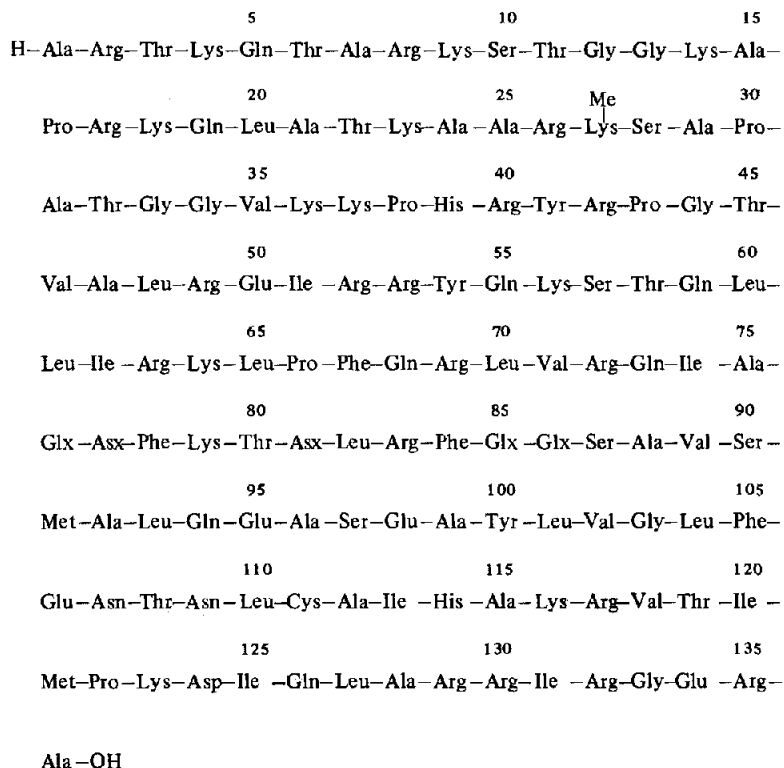 5 10 15
H–Ala–Arg–Thr–Lys–Gln–Thr–Ala–Arg–Lys–Ser–Thr–Gly–Gly–Lys–Ala–
20 25 Me 30
Pro–Arg–Lys–Gln–Leu–Ala–Thr–Lys–Ala–Ala–Arg–Lys–Ser–Ala–Pro–
35 40 45
Ala–Thr–Gly–Gly–Val–Lys–Lys–Pro–His–Arg–Tyr–Arg–Pro–Gly–Thr–
50 55 60
Val–Ala–Leu–Arg–Glu–Ile–Arg–Arg–Tyr–Gln–Lys–Ser–Thr–Gln–Leu–
65 70 75
Leu–Ile–Arg–Lys–Leu–Pro–Phe–Gln–Arg–Leu–Val–Arg–Gln–Ile–Ala–
80 85 90
Glx–Asx–Phe–Lys–Thr–Asx–Leu–Arg–Phe–Glx–Glx–Ser–Ala–Val–Ser–
95 100 105
Met–Ala–Leu–Gln–Glu–Ala–Ser–Glu–Ala–Tyr–Leu–Val–Gly–Leu–Phe–
110 115 120
Glu–Asn–Thr–Asn–Leu–Cys–Ala–Ile–His–Ala–Lys–Arg–Val–Thr–Ile–
125 130 135
Met–Pro–Lys–Asp–Ile–Gln–Leu–Ala–Arg–Arg–Ile–Arg–Gly–Glu–Arg–
Ala–OH